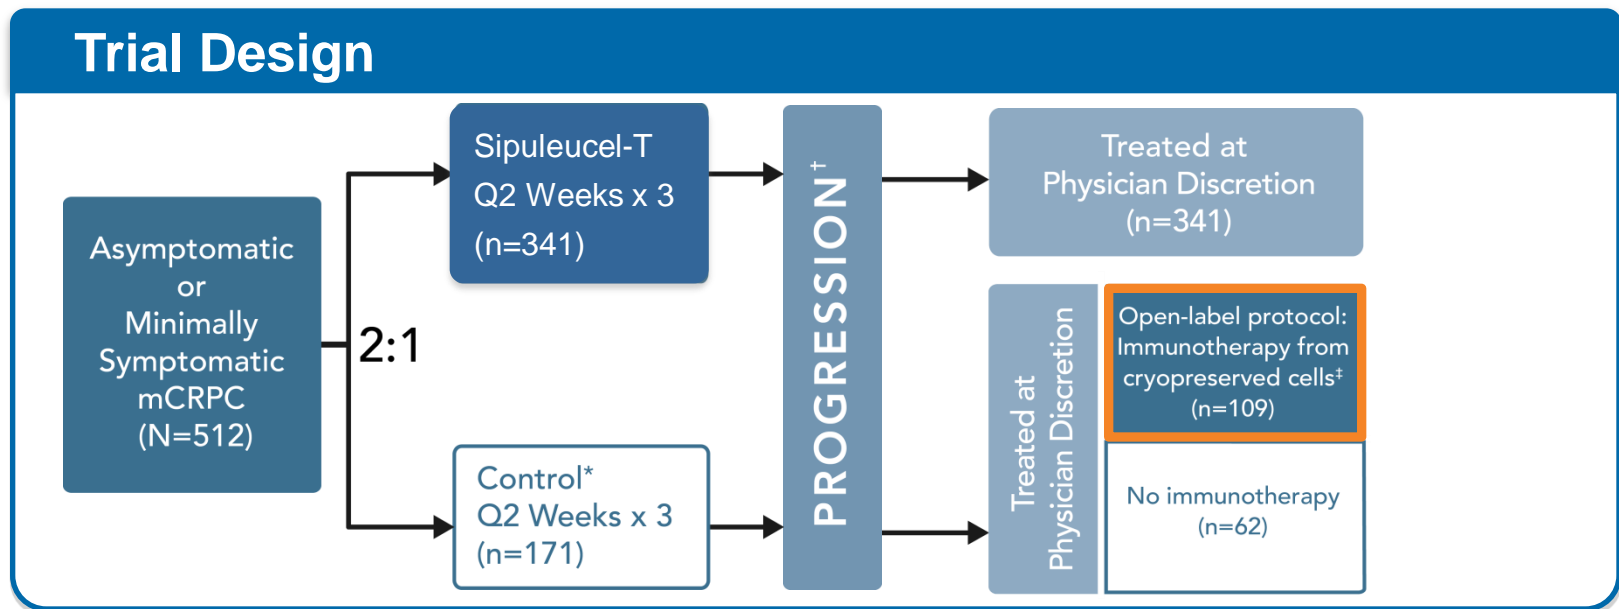 Trial Design
Asymptomatic
or
Minimally
Symptomatic
mCRPC
(N=512)
2:1
Sipuleucel-T
Q2 Weeks x 3
(n=341)
Control*
Q2 Weeks x 3
(n=171)
PROGRESSION†
Treated at
Physician Discretion
(n=341)
Treated at
Physician Discretion
Open-label protocol:
Immunotherapy from
cryopreserved cells‡
(n=109)
No immunotherapy
(n=62)